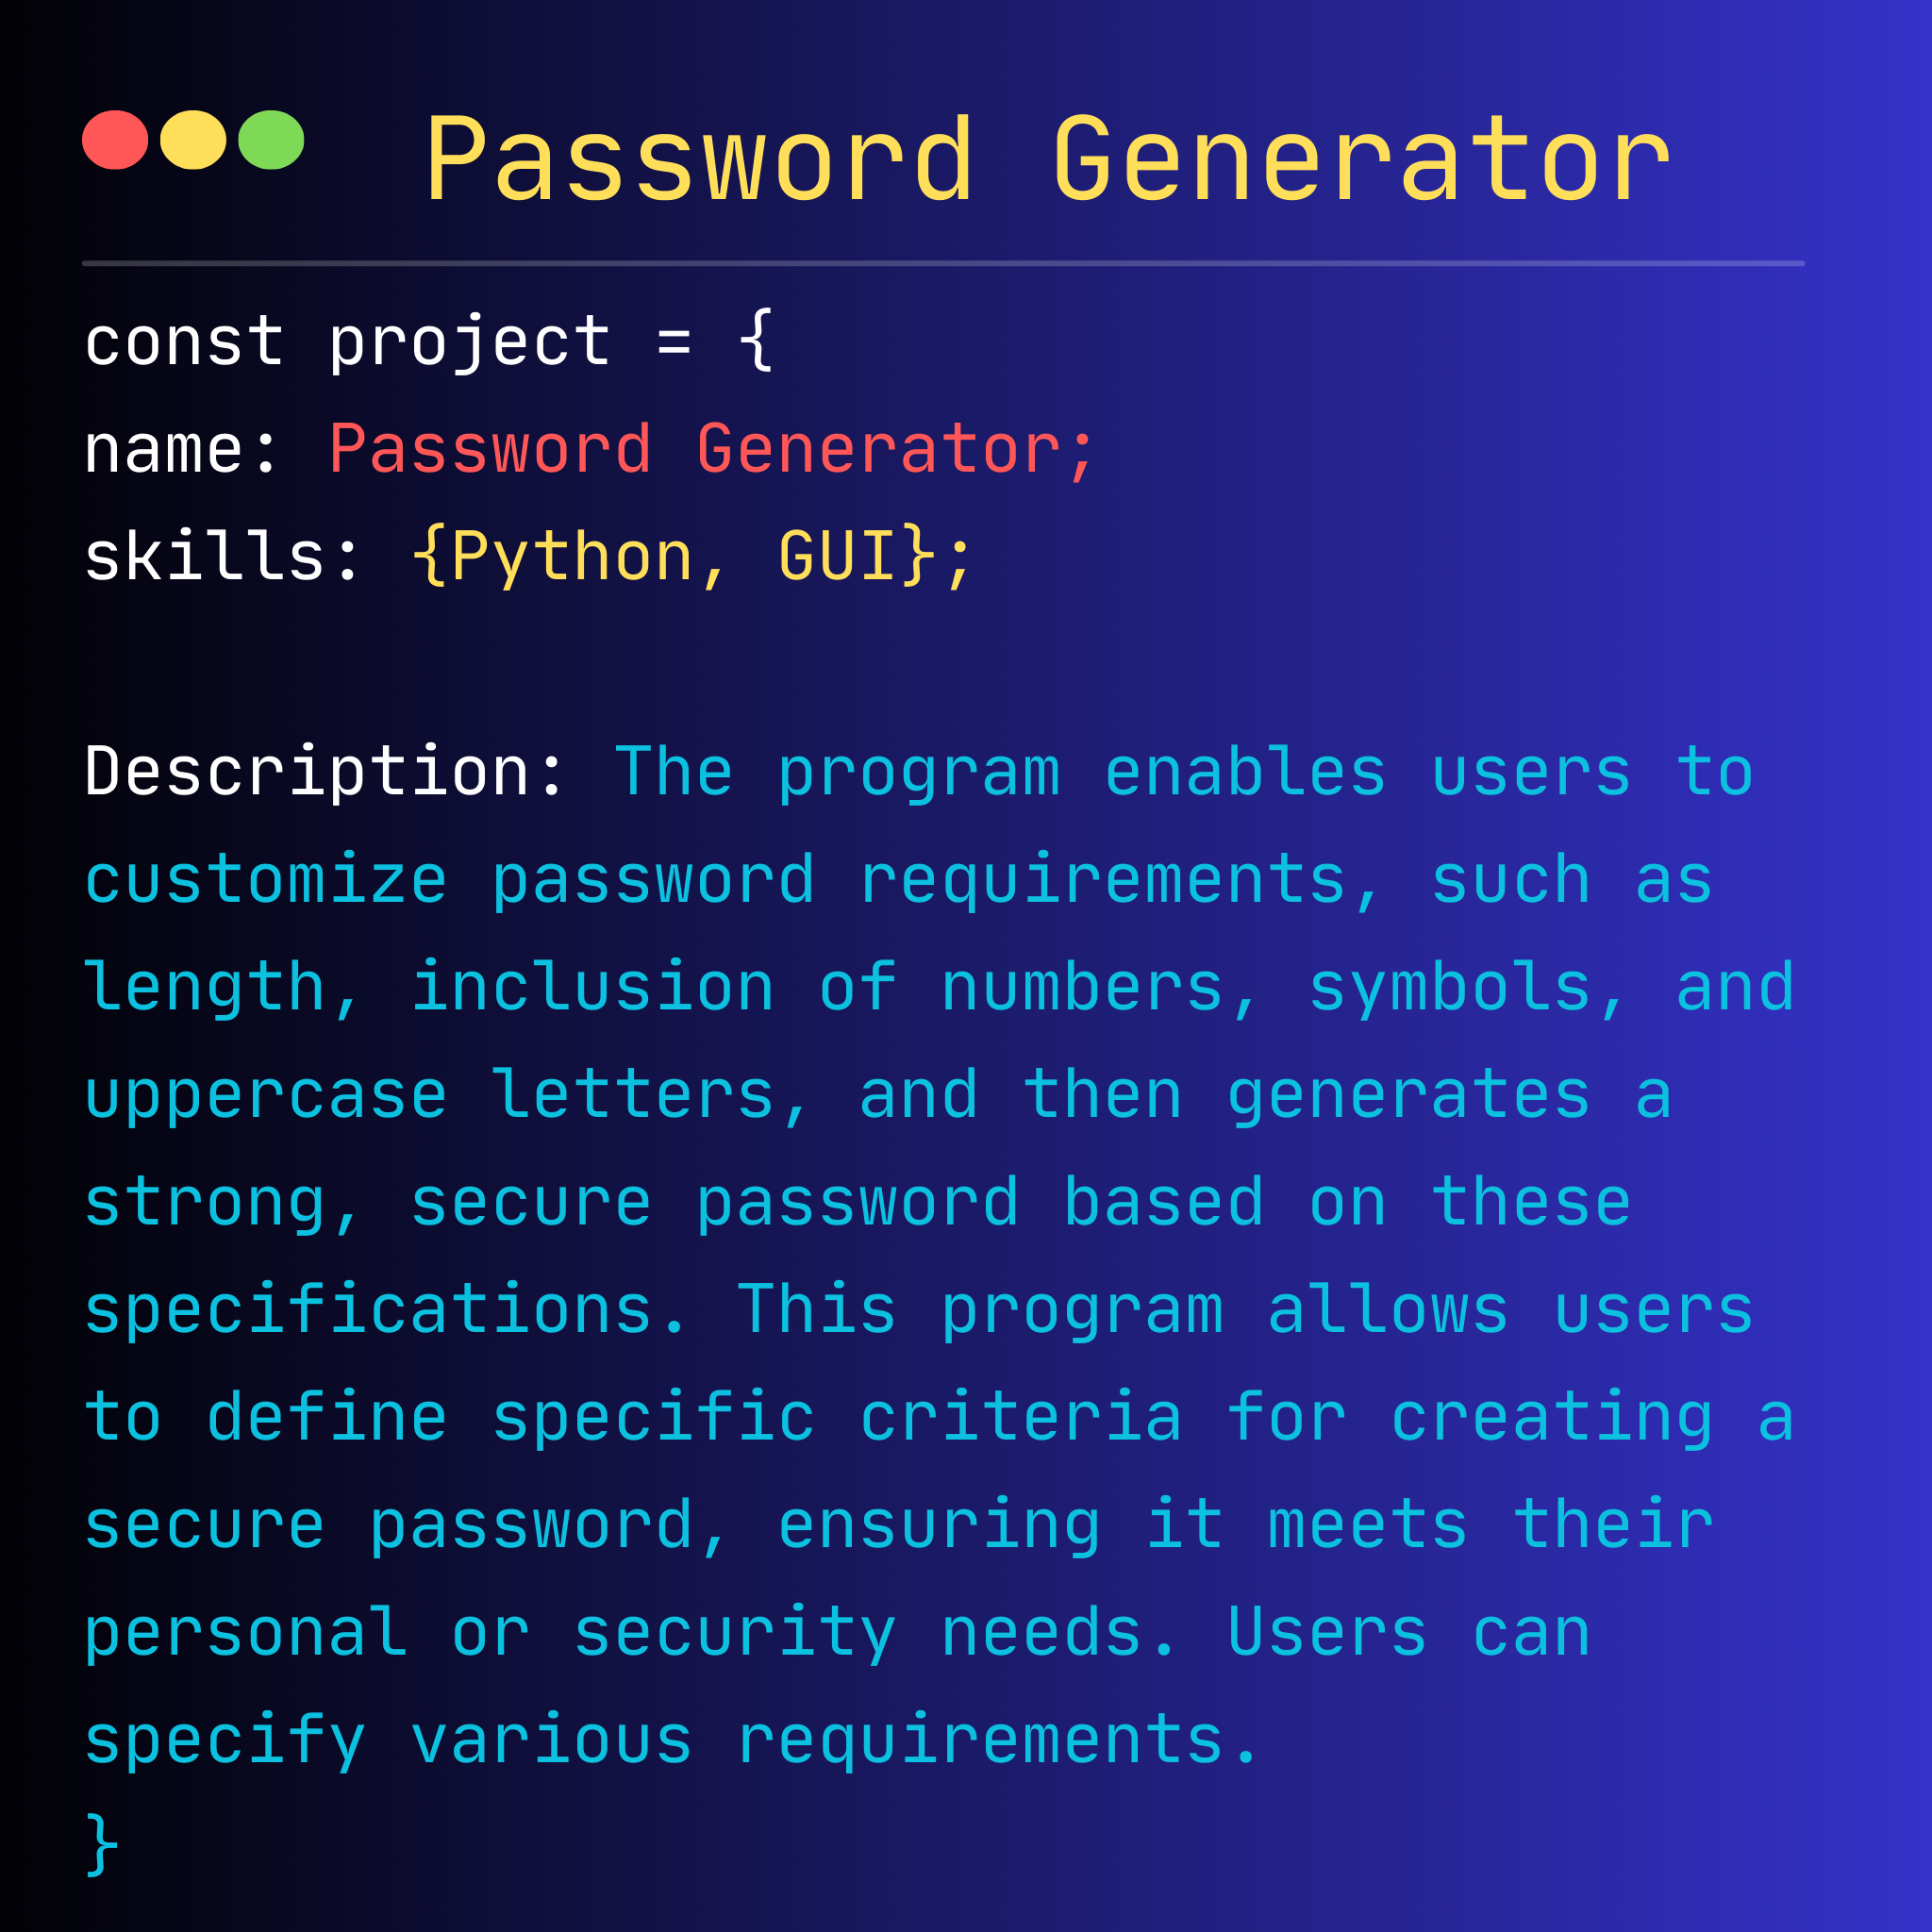 Password Generator
const project = {
name: Password Generator;
skills: {Python, GUI};
Description: The program enables users to
customize password requirements, such as
length, inclusion of numbers, symbols, and
uppercase letters, and then generates a
strong, secure password based on these
specifications. This program allows users
to define specific criteria for creating a
secure password, ensuring it meets their
personal or security needs. Users can
specify various requirements.
}